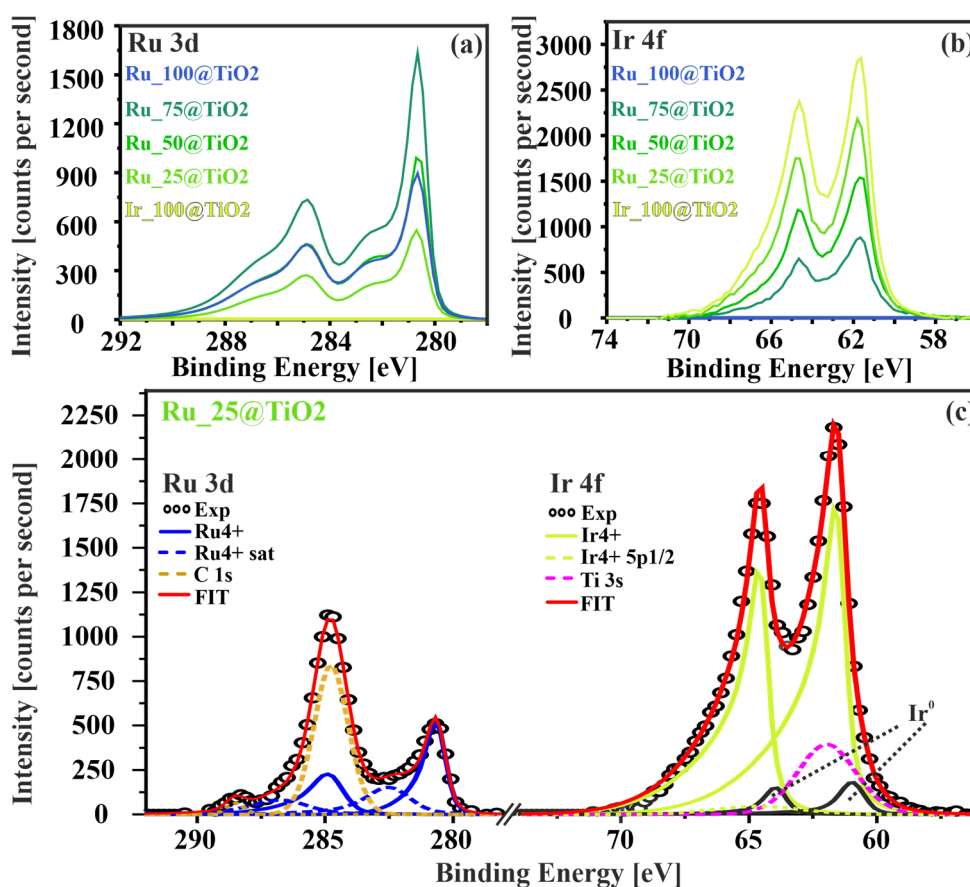 Ru 3d
(a)
Ru_100@TiO2
Ru_75@TiO2
Ru_50@TiO2
Ru_25@TiO2
Ir_100@TiO2
Intensity [counts per second]
1800
1500
1200
900
600
300
0
292
288
284
280
Binding Energy [eV]
Ir 4f
(b)
Ru_100@TiO2
Ru_75@TiO2
Ru_50@TiO2
Ru_25@TiO2
Ir_100@TiO2
Intensity [counts per second]
3000
2500
2000
1500
1000
500
0
74
70
66
62
58
Binding Energy [eV]
Ru_25@TiO2
(c)
Ru 3d
Exp
Ru4+
Ru4+ sat
C 1s
FIT
Ir 4f
Exp
Ir4+
Ir4+ 5p1/2
Ti 3s
FIT
Ir⁰
Intensity [counts per second]
2250
2000
1750
1500
1250
1000
750
500
250
0
290
285
280
70
65
60
Binding Energy [eV]